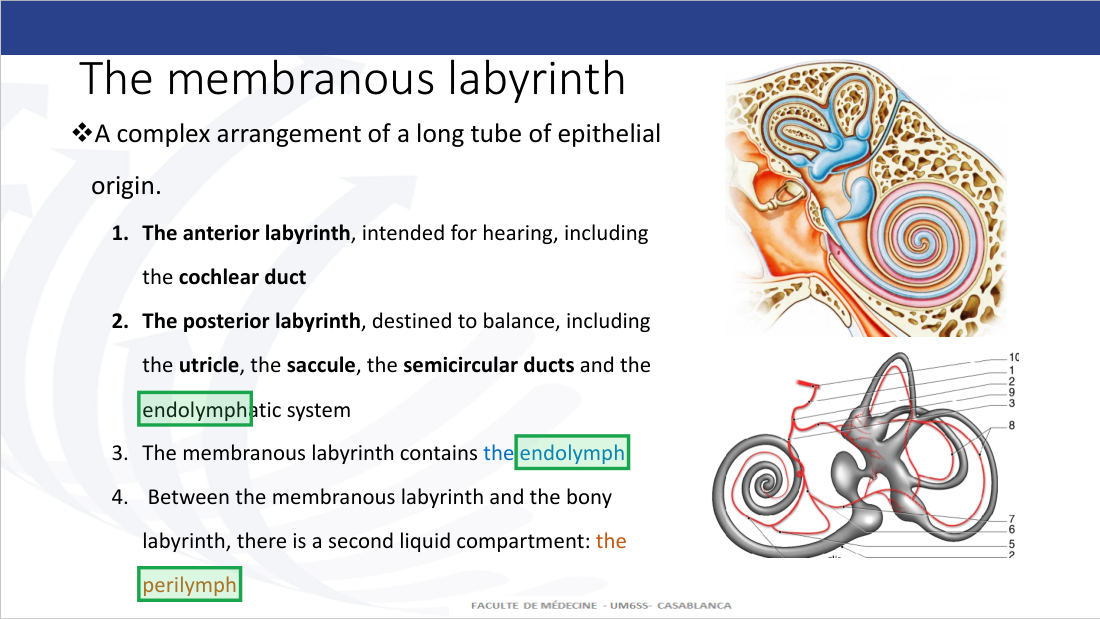 The membranous labyrinth
❖A complex arrangement of a long tube of epithelial
origin.
1. The anterior labyrinth, intended for hearing, including
the cochlear duct
2. The posterior labyrinth, destined to balance, including
the utricle, the saccule, the semicircular ducts and the
endolymphatic system
3. The membranous labyrinth contains the endolymph
4. Between the membranous labyrinth and the bony
labyrinth, there is a second liquid compartment: the
perilymph
10
1
2
9
3
8
7
6
5
2
FACULTE DE MÉDECINE - UM6SS- CASABLANCA